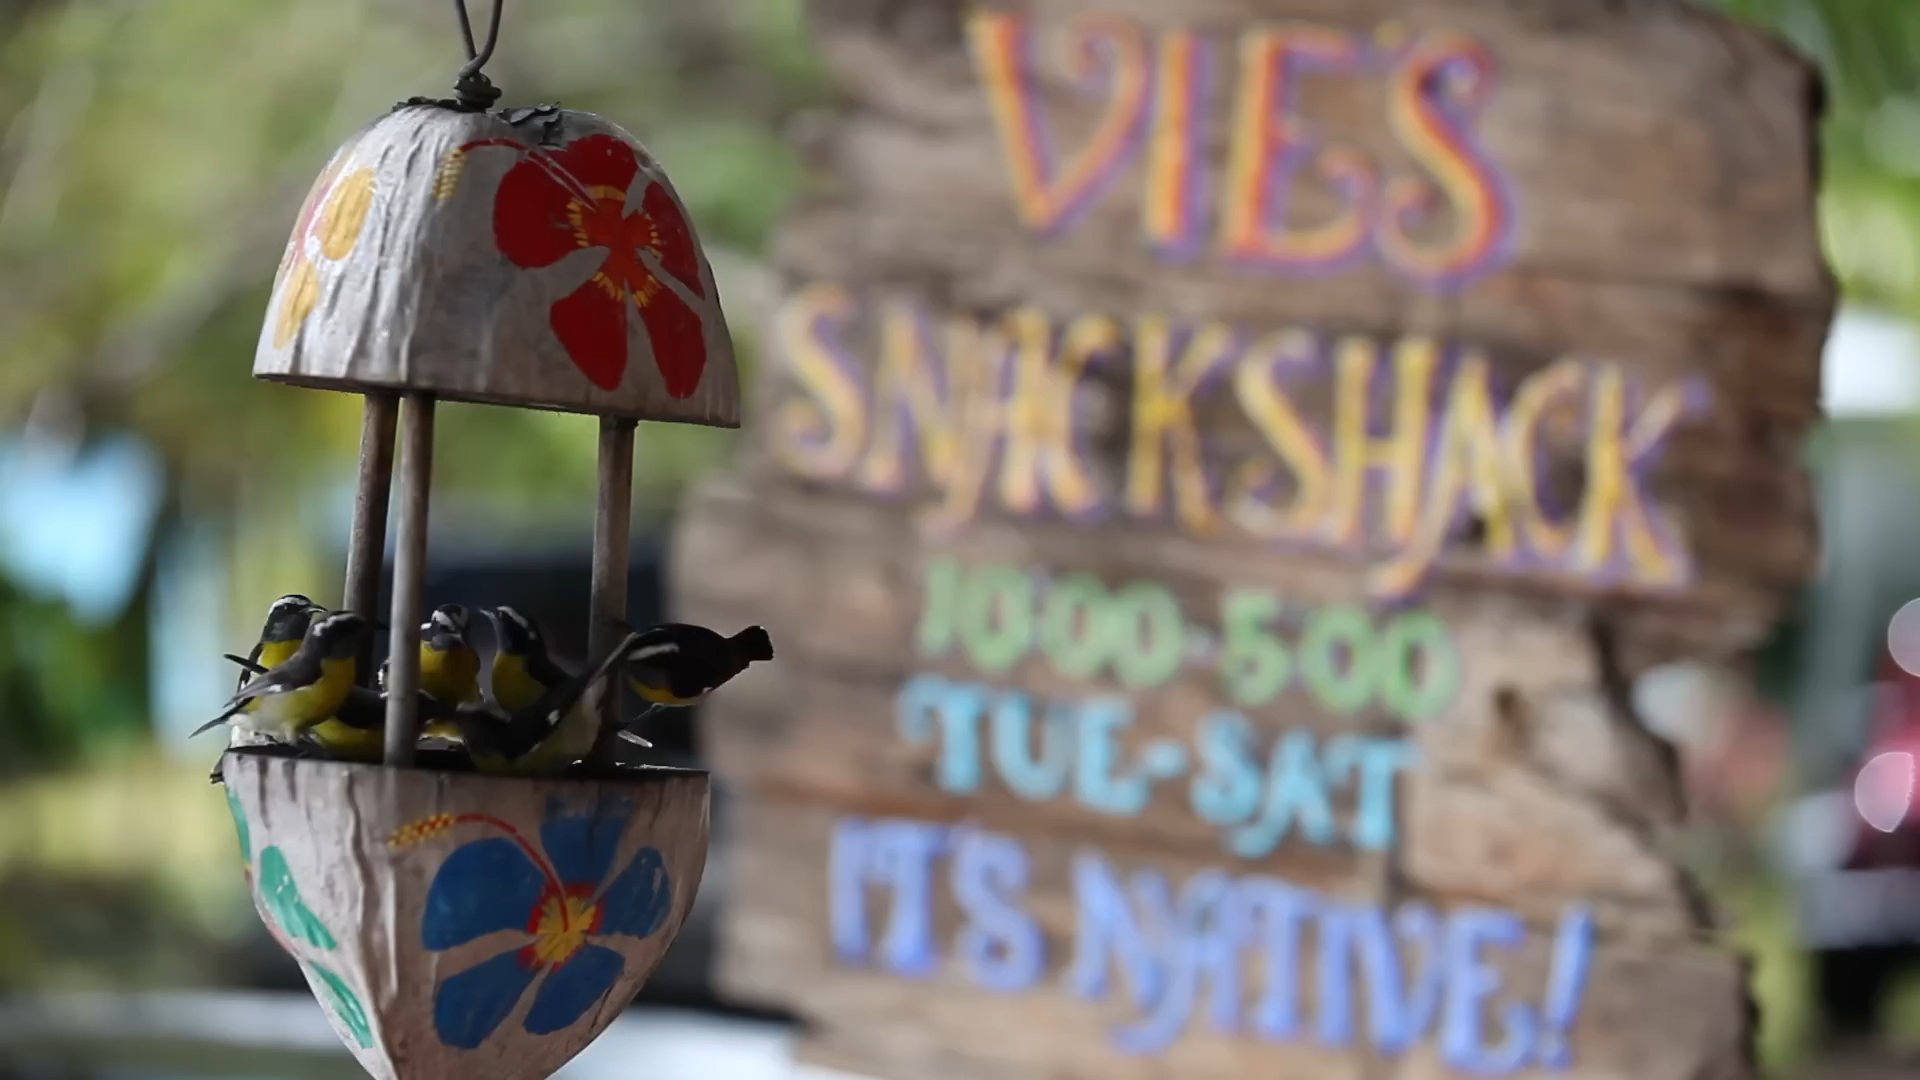 VIE'S
SNACK SHACK
10:00-5:00
TUE-SAT
IT'S NATIVE!